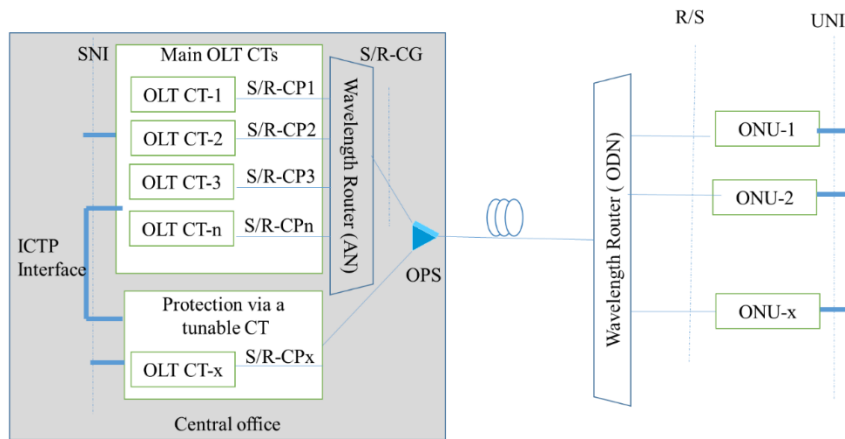 R/S
UNI
SNI
Main OLT CTs
S/R-CG
OLT CT-1
S/R-CP1
OLT CT-2
S/R-CP2
OLT CT-3
S/R-CP3
OLT CT-n
S/R-CPn
Wavelength Router (AN)
ICTP
Interface
OPS
Protection via a
tunable CT
OLT CT-x
S/R-CPx
Central office
Wavelength Router ( ODN)
ONU-1
ONU-2
ONU-x